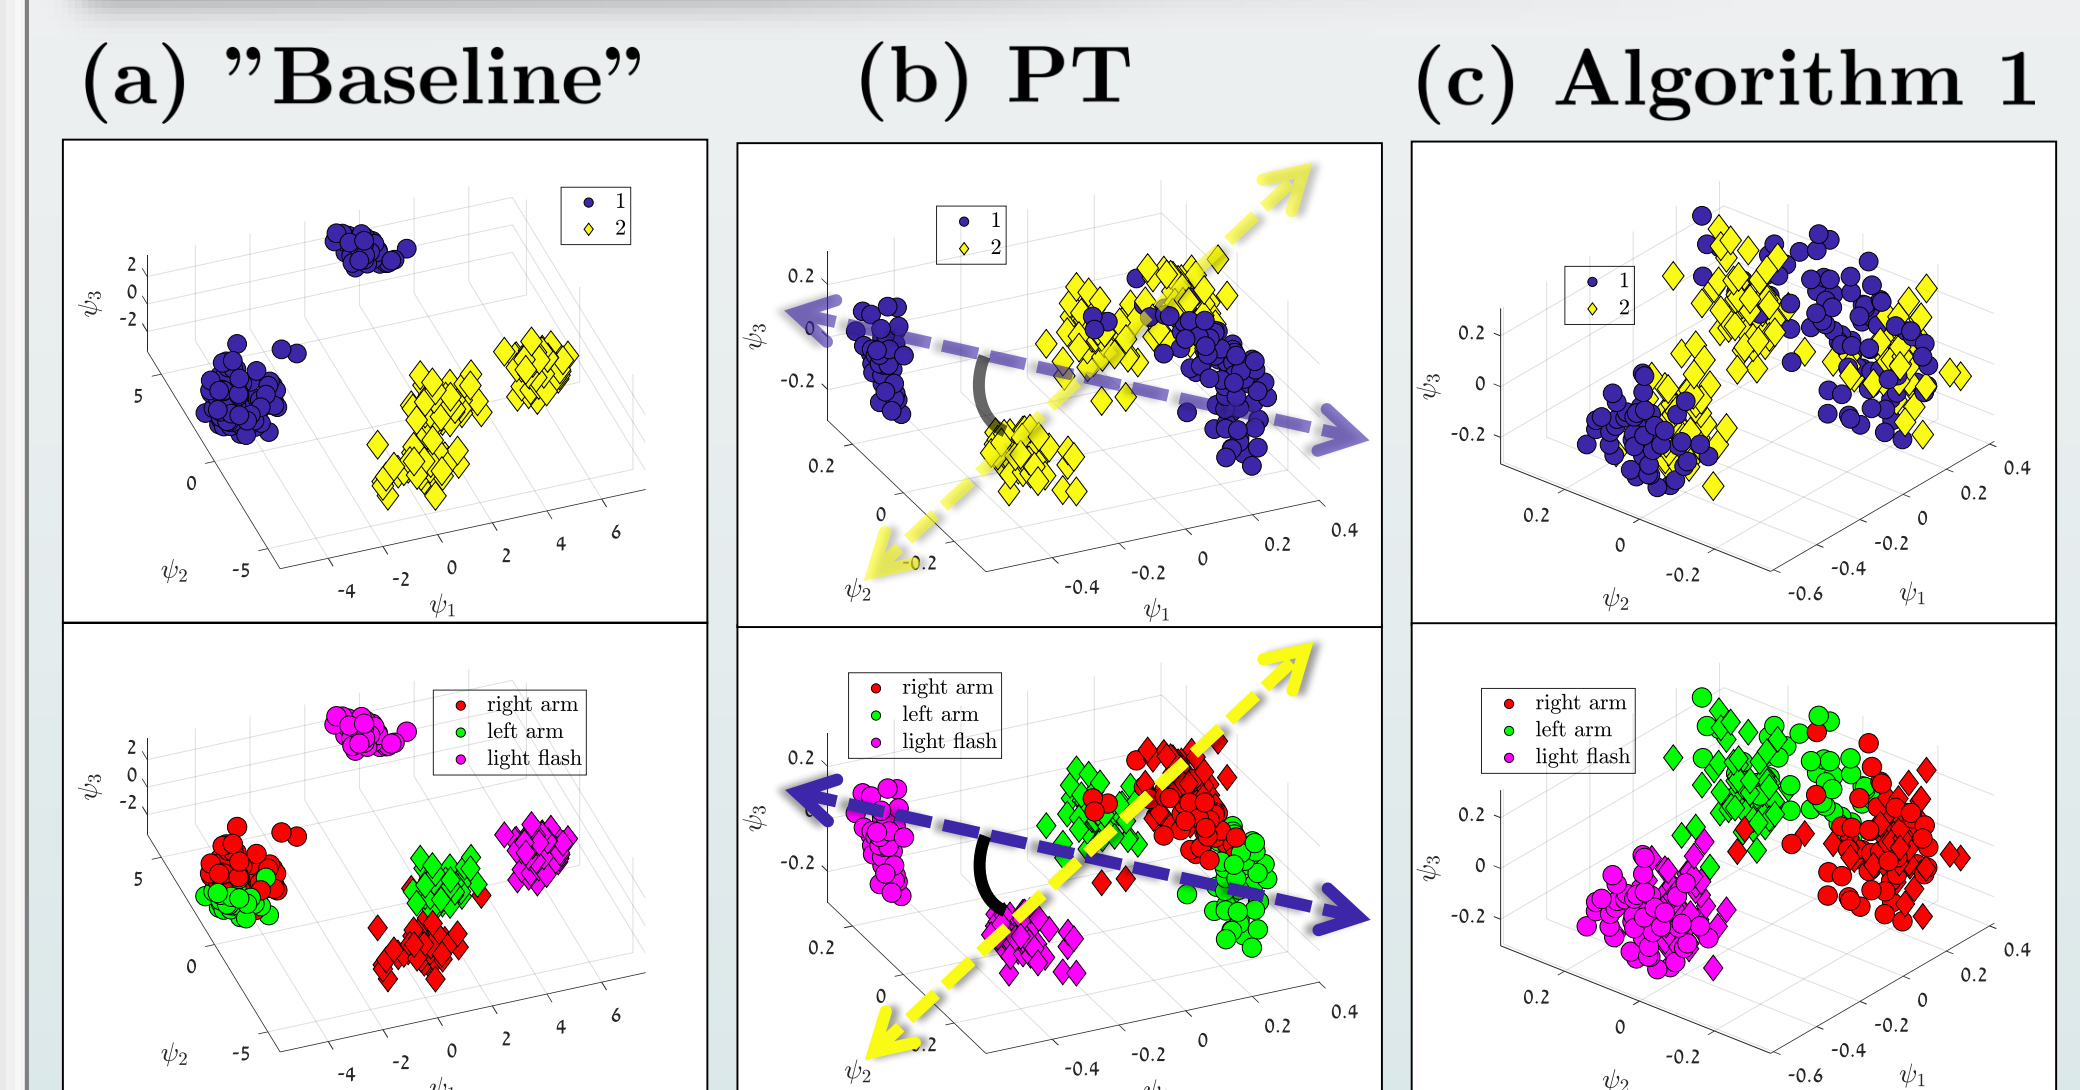 (a) ”Baseline”
(b) PT
(c) Algorithm 1
1
2
2
0
-2
ψ3
5
0
-5
ψ2
-4
-2
0
2
4
6
ψ1
1
2
0.2
0
-0.2
ψ3
0.2
0
-0.2
ψ2
-0.4
-0.2
0
0.2
0.4
ψ1
1
2
0.2
0
-0.2
ψ3
0.2
0
-0.2
ψ2
-0.6
-0.4
-0.2
0
0.2
0.4
ψ1
right arm
left arm
light flash
2
0
-2
ψ3
5
0
-5
ψ2
-4
-2
0
2
4
6
ψ1
right arm
left arm
light flash
0.2
-0.2
ψ3
0.2
0
ψ2
-0.4
-0.2
0
0.2
0.4
right arm
left arm
light flash
0.2
0
-0.2
ψ3
0.2
0
-0.2
ψ2
-0.6
-0.4
-0.2
0
0.2
0.4
ψ1